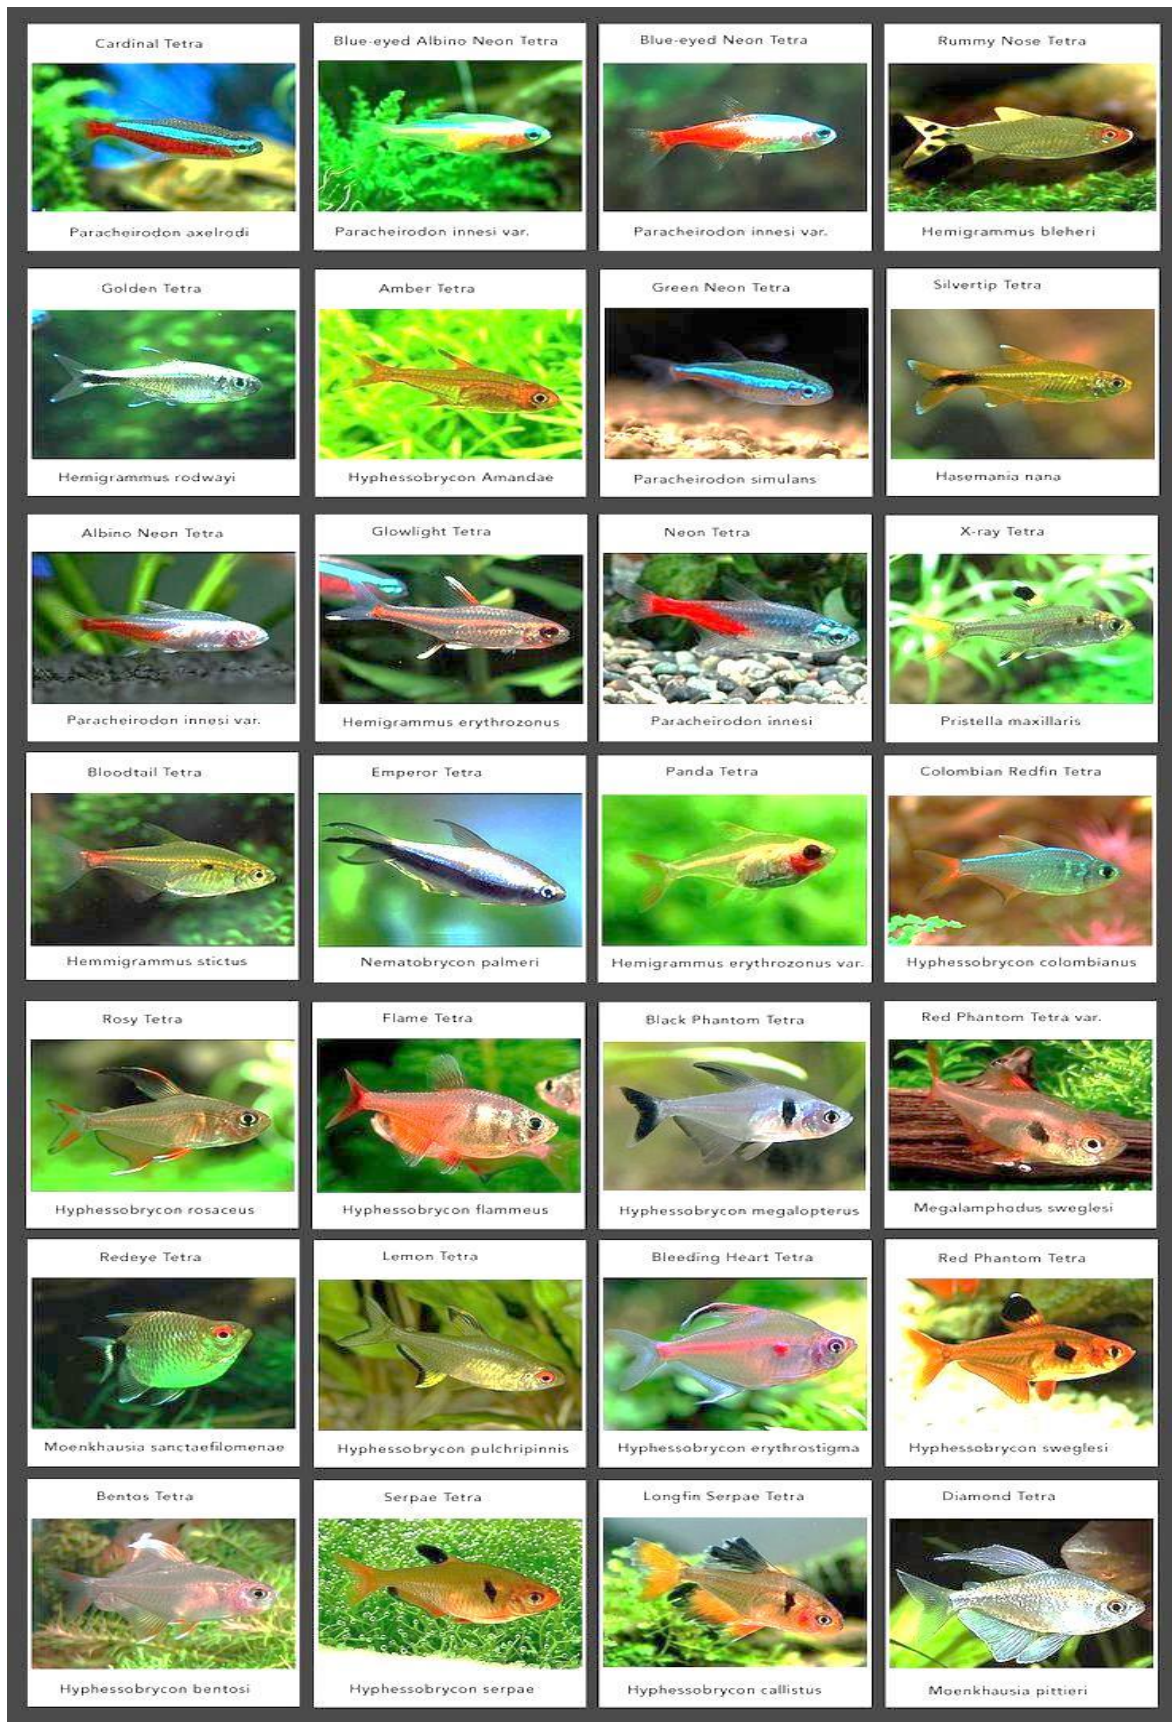 Cardinal Tetra
Paracheirodon axelrodi
Blue-eyed Albino Neon Tetra
Paracheirodon innesi var.
Blue-eyed Neon Tetra
Paracheirodon innesi var.
Rummy Nose Tetra
Hemigrammus bleheri
Golden Tetra
Hemigrammus rodwayi
Amber Tetra
Hyphessobrycon Amandae
Green Neon Tetra
Paracheirodon simulans
Silvertip Tetra
Hasemania nana
Albino Neon Tetra
Paracheirodon innesi var.
Glowlight Tetra
Hemigrammus erythrozonus
Neon Tetra
Paracheirodon innesi
X-ray Tetra
Pristella maxillaris
Bloodtail Tetra
Hemmigrammus stictus
Emperor Tetra
Nematobrycon palmeri
Panda Tetra
Hemigrammus erythrozonus var.
Colombian Redfin Tetra
Hyphessobrycon colombianus
Rosy Tetra
Hyphessobrycon rosaceus
Flame Tetra
Hyphessobrycon flammeus
Black Phantom Tetra
Hyphessobrycon megalopterus
Red Phantom Tetra var.
Megalamphodus sweglesi
Redeye Tetra
Moenkhausia sanctaefilomenae
Lemon Tetra
Hyphessobrycon pulchripinnis
Bleeding Heart Tetra
Hyphessobrycon erythrostigma
Red Phantom Tetra
Hyphessobrycon sweglesi
Bentos Tetra
Hyphessobrycon bentosi
Serpae Tetra
Hyphessobrycon serpae
Longfin Serpae Tetra
Hyphessobrycon callistus
Diamond Tetra
Moenkhausia pittieri